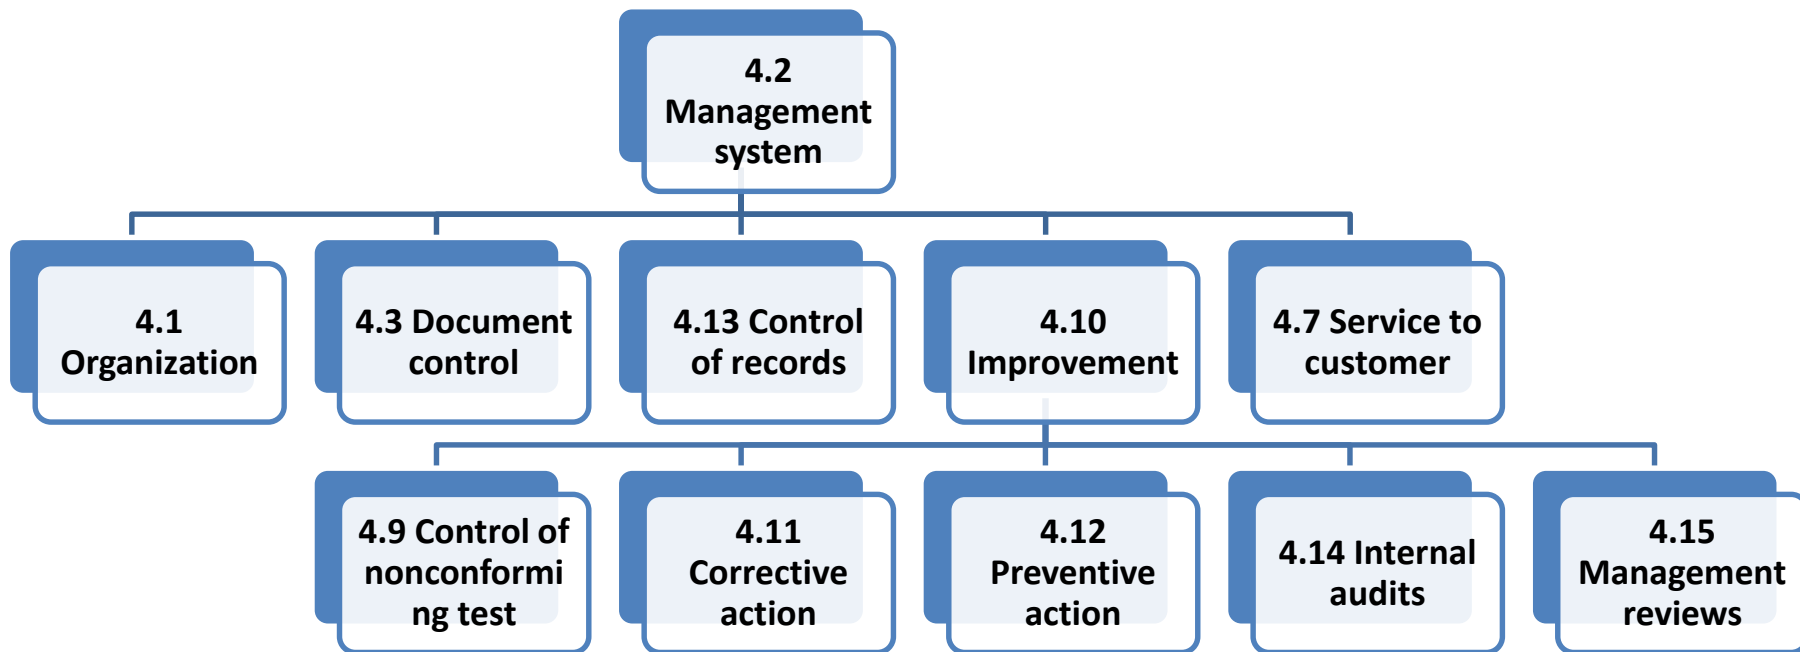 4.2
Management
system
4.1
Organization
4.3 Document
control
4.13 Control
of records
4.10
Improvement
4.7 Service to
customer
4.9 Control of
nonconformi
ng test
4.11
Corrective
action
4.12
Preventive
action
4.14 Internal
audits
4.15
Management
reviews